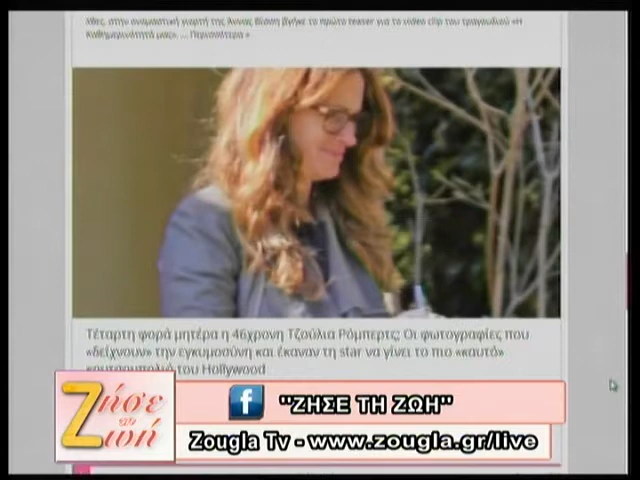 Χθες, στην ονομαστική γιορτή της Άννας Βίσση βγήκε το πρώτο teaser για το video clip του τραγουδιού «Η
Καθημερινότητά μας». ... Περισσότερα »
Τέταρτη φορά μητέρα η 46χρονη Τζούλια Ρόμπερτς; Οι φωτογραφίες που
«δείχνουν» την εγκυμοσύνη και έκαναν τη star να γίνει το πιο «καυτό»
κουτσομπολιό του Hollywood
Ζήσε
τη
Ζωή
f "ΖΗΣΕ ΤΗ ΖΩΗ"
Zougla Tv - www.zougla.gr/live